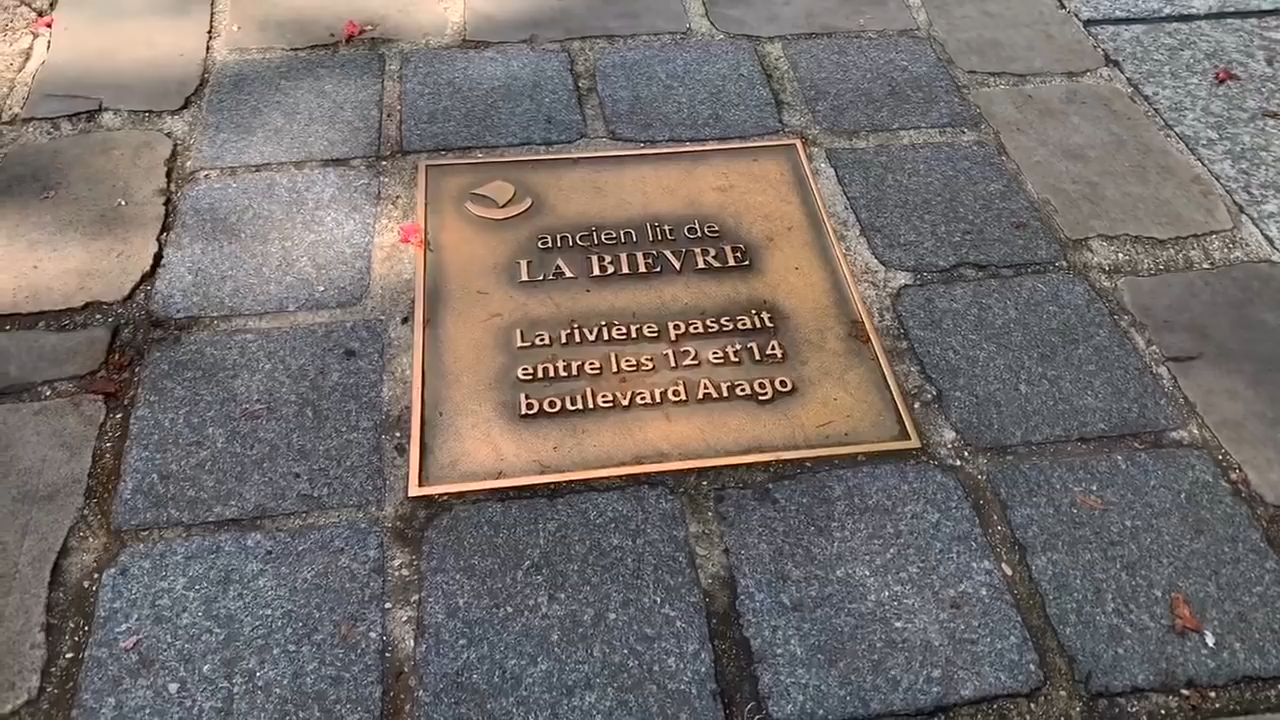 ancien lit de
LA BIEVRE
La rivière passait
entre les 12 et 14
boulevard Arago